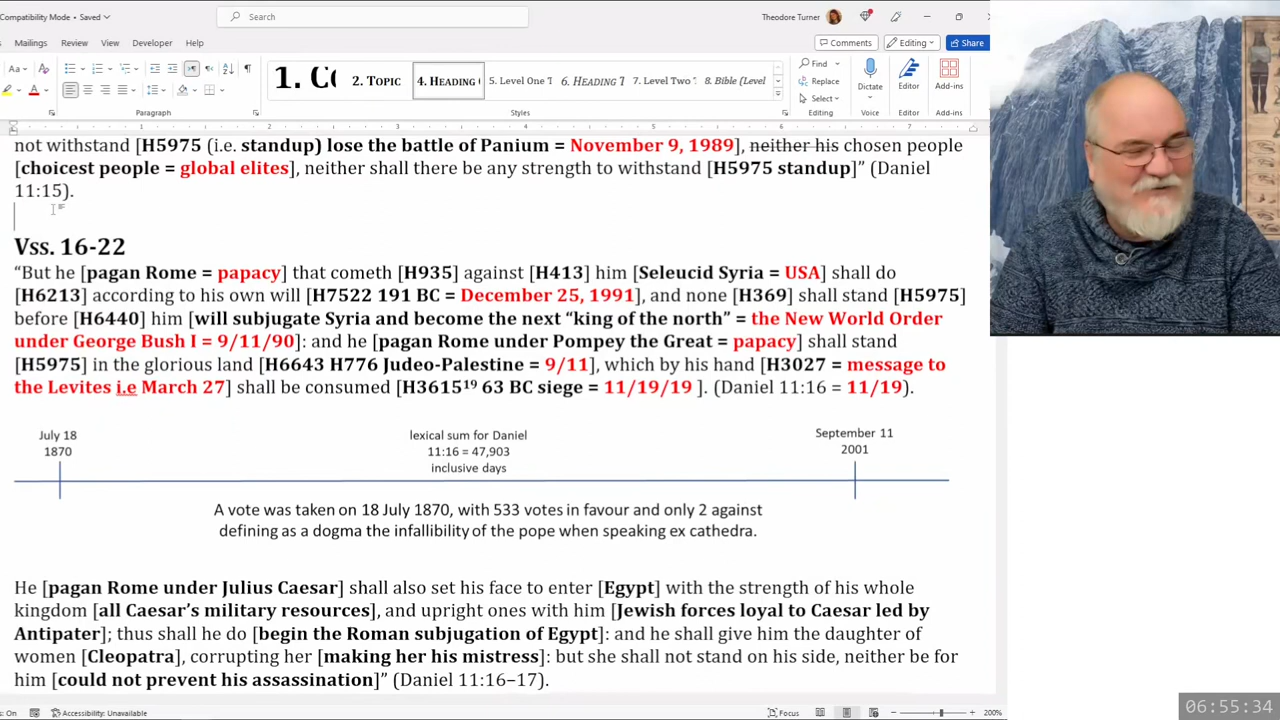 Compatibility Mode • Saved
Search
Theodore Turner
Mailings Review View Developer Help
Comments
Editing
Share
Aa
A
1. C
2. Topic
4. Heading
5. Level One T
6. Heading T
7. Level Two
8. Bible (Level
Find
Replace
Select
Dictate
Editor
Add-ins
Paragraph
Styles
Editing
Voice
Editor
Add-ins
1 2 3 4 5 6 7
not withstand [H5975 (i.e. standup) lose the battle of Panium = November 9, 1989], neither his chosen people
[choicest people = global elites], neither shall there be any strength to withstand [H5975 standup]” (Daniel
11:15).
Vss. 16-22
“But he [pagan Rome = papacy] that cometh [H935] against [H413] him [Seleucid Syria = USA] shall do
[H6213] according to his own will [H7522 191 BC = December 25, 1991], and none [H369] shall stand [H5975]
before [H6440] him [will subjugate Syria and become the next “king of the north” = the New World Order
under George Bush I = 9/11/90]: and he [pagan Rome under Pompey the Great = papacy] shall stand
[H5975] in the glorious land [H6643 H776 Judeo-Palestine = 9/11], which by his hand [H3027 = message to
the Levites i.e March 27] shall be consumed [H3615¹⁹ 63 BC siege = 11/19/19 ]. (Daniel 11:16 = 11/19).
July 18
1870
lexical sum for Daniel
11:16 = 47,903
inclusive days
September 11
2001
A vote was taken on 18 July 1870, with 533 votes in favour and only 2 against
defining as a dogma the infallibility of the pope when speaking ex cathedra.
He [pagan Rome under Julius Caesar] shall also set his face to enter [Egypt] with the strength of his whole
kingdom [all Caesar’s military resources], and upright ones with him [Jewish forces loyal to Caesar led by
Antipater]; thus shall he do [begin the Roman subjugation of Egypt]: and he shall give him the daughter of
women [Cleopatra], corrupting her [making her his mistress]: but she shall not stand on his side, neither be for
him [could not prevent his assassination]” (Daniel 11:16–17).
: On
Accessibility: Unavailable
Focus
200%
06:55:34